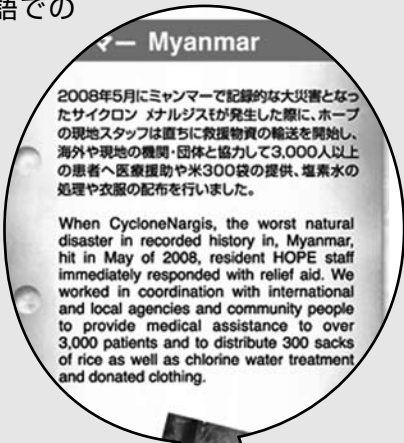 語での
マー Myanmar
2008年5月にミャンマーで記録的な大災害となっ
たサイクロン メナルジスモが発生した際に、ホープ
の現地スタッフは直ちに救援物資の輸送を開始し、
海外や現地の機関・団体と協力して3,000人以上
の患者へ医療援助や米300袋の提供、塩素水の
処理や衣服の配布を行いました。
When CycloneNargis, the worst natural
disaster in recorded history in, Myanmar,
hit in May of 2008, resident HOPE staff
immediately responded with relief aid. We
worked in coordination with international
and local agencies and community people
to provide medical assistance to over
3,000 patients and to distribute 300 sacks
of rice as well as chlorine water treatment
and donated clothing.